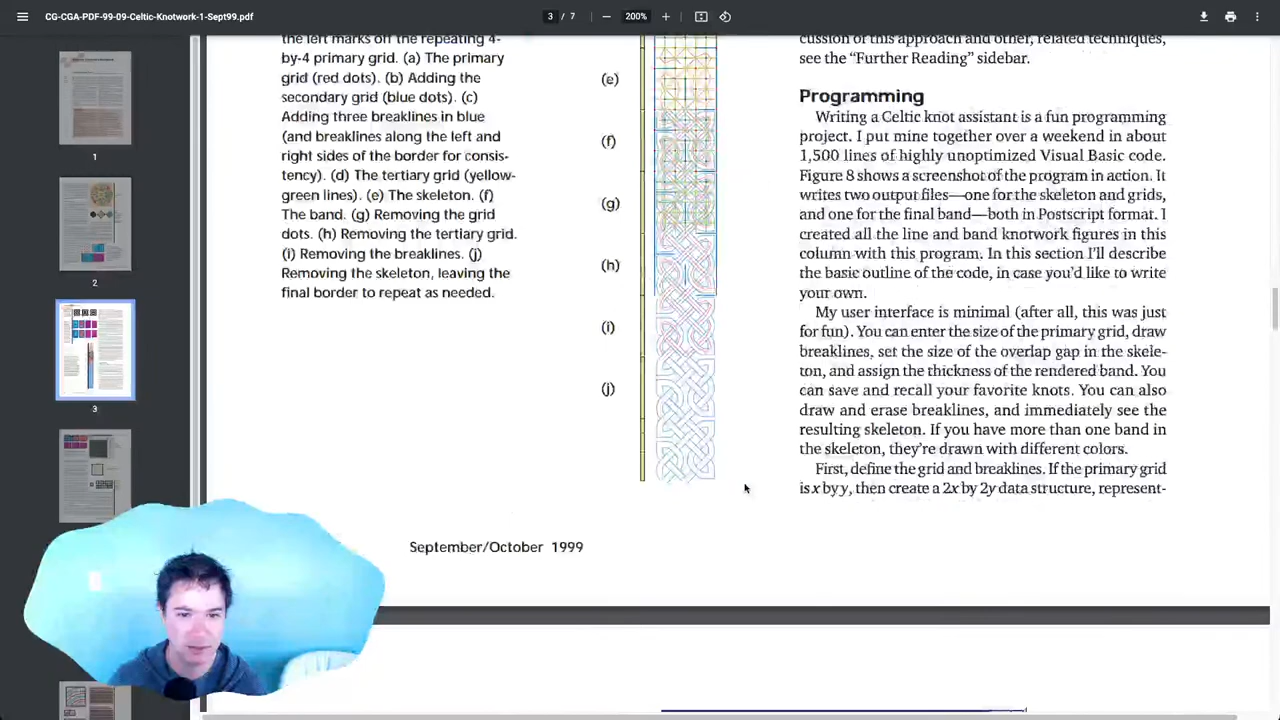 CG-CGA-PDF-99-09-Celtic-Knotwork-1-Sept99.pdf
3 / 7
200%
1
2
3
the left marks off the repeating 4-
by-4 primary grid. (a) The primary
grid (red dots). (b) Adding the
secondary grid (blue dots). (c)
Adding three breaklines in blue
(and breaklines along the left and
right sides of the border for consis-
tency). (d) The tertiary grid (yellow-
green lines). (e) The skeleton. (f)
The band. (g) Removing the grid
dots. (h) Removing the tertiary grid.
(i) Removing the breaklines. (j)
Removing the skeleton, leaving the
final border to repeat as needed.
(e)
(f)
(g)
(h)
(i)
(j)
cussion of this approach and other, related techniques,
see the “Further Reading” sidebar.
Programming
Writing a Celtic knot assistant is a fun programming
project. I put mine together over a weekend in about
1,500 lines of highly unoptimized Visual Basic code.
Figure 8 shows a screenshot of the program in action. It
writes two output files—one for the skeleton and grids,
and one for the final band—both in Postscript format. I
created all the line and band knotwork figures in this
column with this program. In this section I’ll describe
the basic outline of the code, in case you’d like to write
your own.
My user interface is minimal (after all, this was just
for fun). You can enter the size of the primary grid, draw
breaklines, set the size of the overlap gap in the skele-
ton, and assign the thickness of the rendered band. You
can save and recall your favorite knots. You can also
draw and erase breaklines, and immediately see the
resulting skeleton. If you have more than one band in
the skeleton, they’re drawn with different colors.
First, define the grid and breaklines. If the primary grid
is x by y, then create a 2x by 2y data structure, represent-
September/October 1999